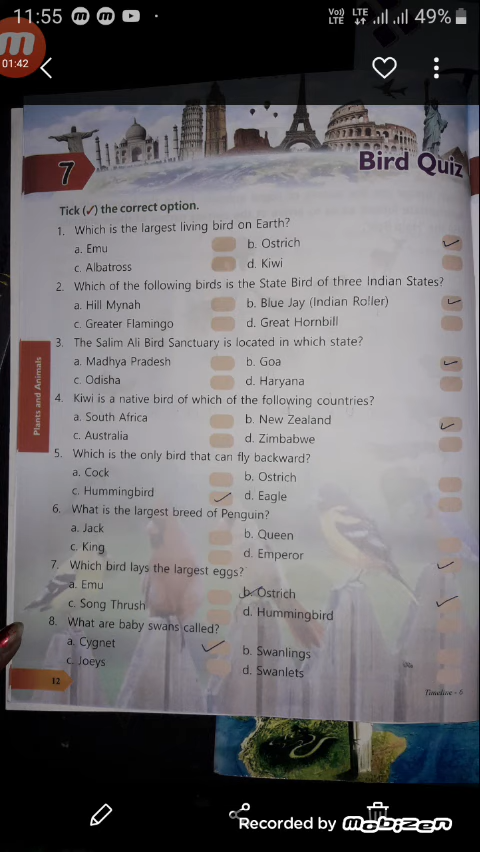 11:55
Vo))
LTE
LTE
49%
01:42
7
Bird Quiz
Tick (✓) the correct option.
1. Which is the largest living bird on Earth?
a. Emu b. Ostrich ✓
c. Albatross d. Kiwi
2. Which of the following birds is the State Bird of three Indian States?
a. Hill Mynah b. Blue Jay (Indian Roller) ✓
c. Greater Flamingo d. Great Hornbill
3. The Salim Ali Bird Sanctuary is located in which state?
a. Madhya Pradesh b. Goa ✓
c. Odisha d. Haryana
4. Kiwi is a native bird of which of the following countries?
a. South Africa b. New Zealand ✓
c. Australia d. Zimbabwe
5. Which is the only bird that can fly backward?
a. Cock b. Ostrich
c. Hummingbird ✓ d. Eagle
6. What is the largest breed of Penguin?
a. Jack b. Queen
c. King d. Emperor ✓
7. Which bird lays the largest eggs?
a. Emu b. Ostrich ✓
c. Song Thrush d. Hummingbird
8. What are baby swans called?
a. Cygnet ✓ b. Swanlings
c. Joeys d. Swanlets
Plants and Animals
12
Timeline - 6
Recorded by mobizen